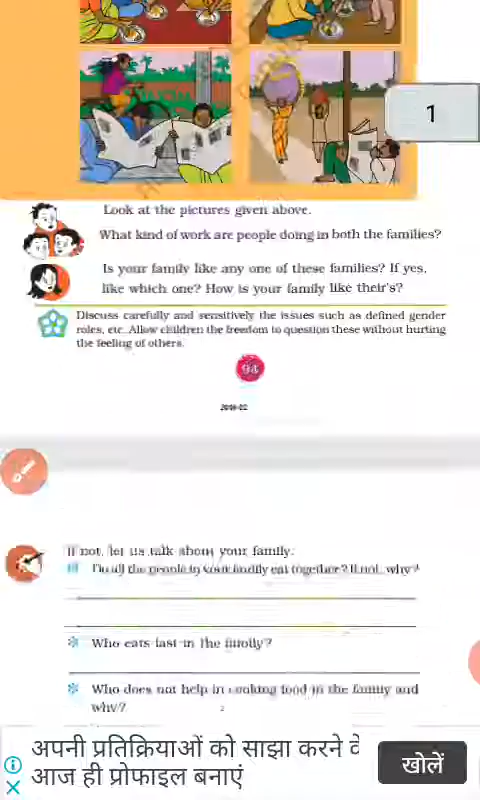 1
Look at the pictures given above.
What kind of work are people doing in both the families?
Is your family like any one of these families? If yes,
like which one? How is your family like their's?
Discuss carefully and sensitively the issues such as defined gender
roles, etc. Allow children the freedom to question these without hurting
the feeling of others.
94
If not, let us talk about your family.
Do all the people in your family eat together? If not, why?
Who eats last in the family?
Who does not help in cooking food in the family and
why?
2
अपनी प्रतिक्रियाओं को साझा करने के
आज ही प्रोफाइल बनाएं
खोलें